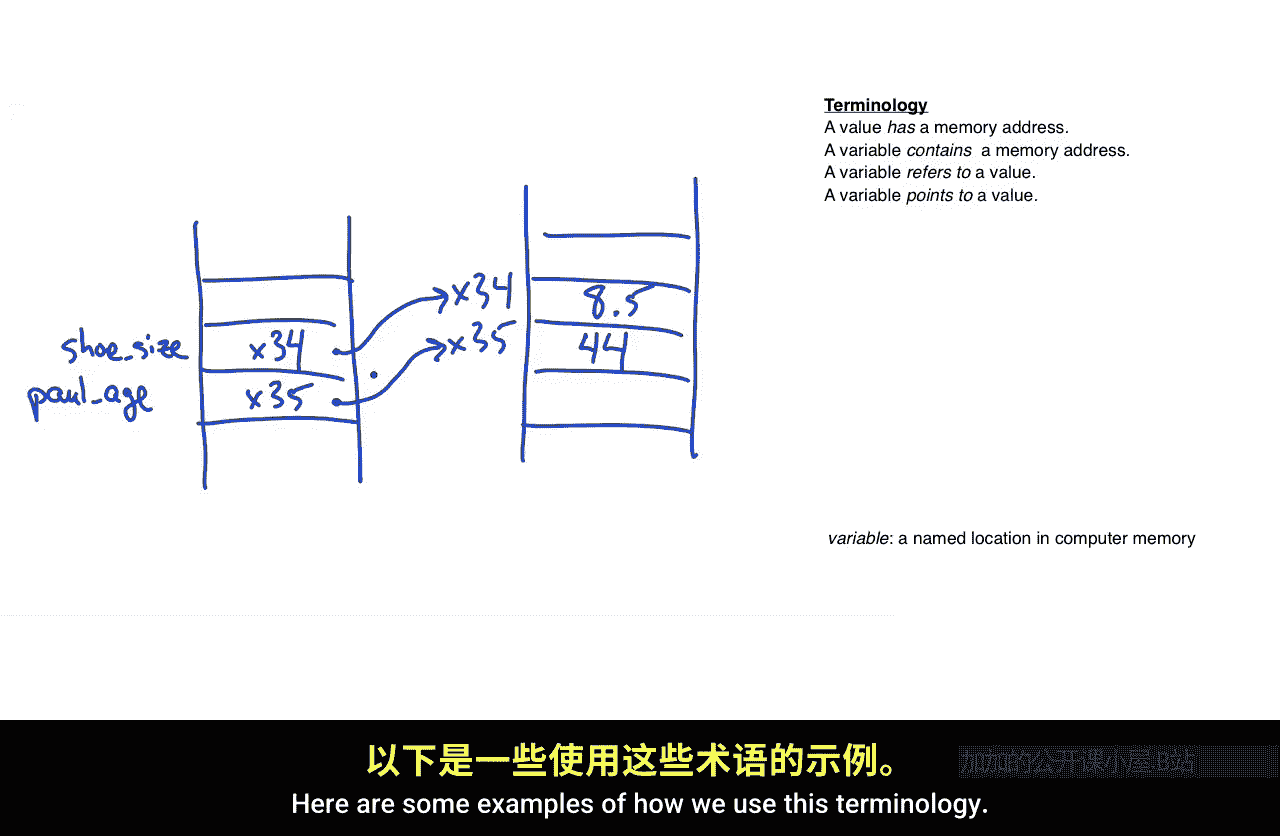 Terminology
A value has a memory address.
A variable contains a memory address.
A variable refers to a value.
A variable points to a value.
x34 8.5
shoe_size x34 x35 44
paul_age x35
variable: a named location in computer memory
以下是一些使用这些术语的示例。
加加的公开课小屋B站
Here are some examples of how we use this terminology.